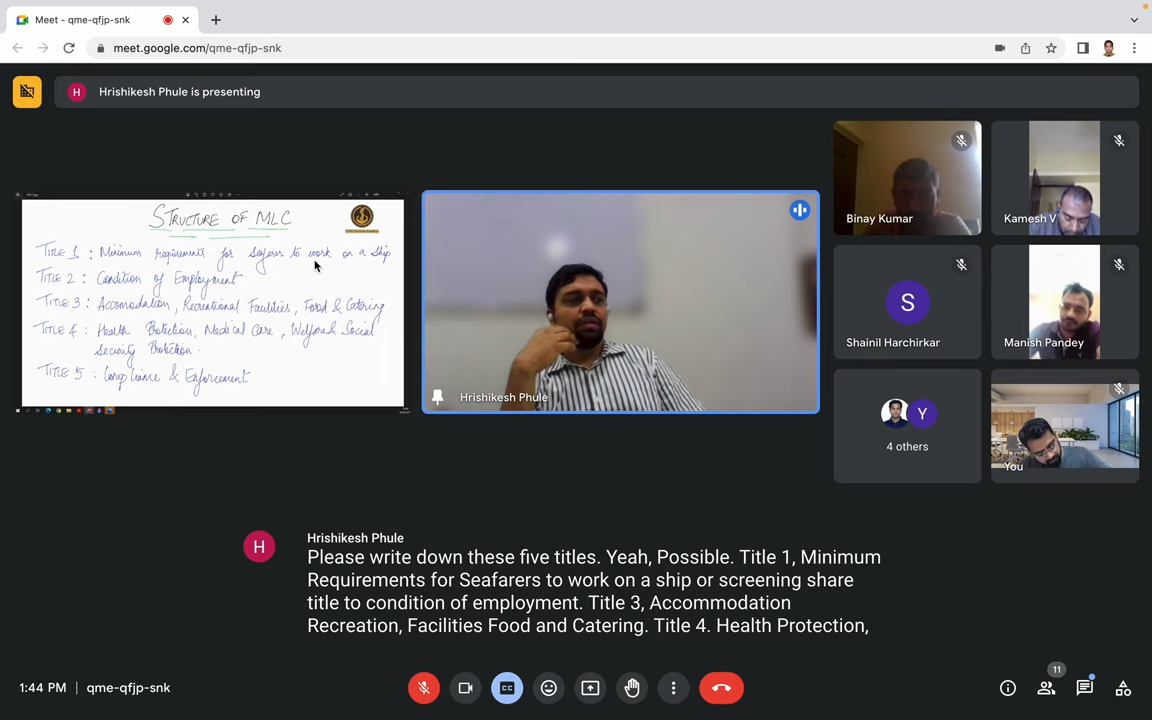 Meet - qme-qfjp-snk
meet.google.com/qme-qfjp-snk
H Hrishikesh Phule is presenting
STRUCTURE OF MLC
TITLE 1 : Minimum requirements for Seafarer to work on a Ship
TITLE 2 : Condition of Employment
TITLE 3 : Accomodation, Recreational Facilities, Food & Catering
TITLE 4 : Health Protection, Medical Care, Welfare & Social
Security Protection.
TITLE 5 : Compliance & Enforcement
Hrishikesh Phule
Binay Kumar
Kamesh V
S
Shainil Harchirkar
Manish Pandey
Y
4 others
You
H
Hrishikesh Phule
Please write down these five titles. Yeah, Possible. Title 1, Minimum
Requirements for Seafarers to work on a ship or screening share
title to condition of employment. Title 3, Accommodation
Recreation, Facilities Food and Catering. Title 4. Health Protection,
1:44 PM
qme-qfjp-snk
11